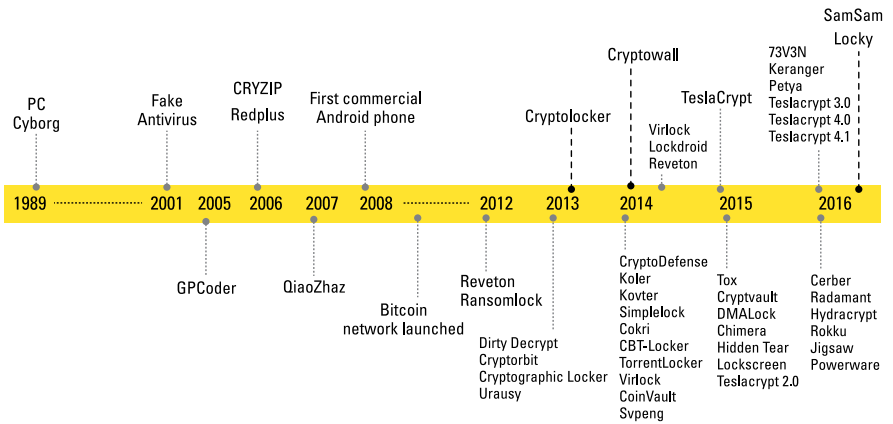 SamSam
Locky
73V3N
Keranger
Petya
Teslacrypt 3.0
Teslacrypt 4.0
Teslacrypt 4.1
Cryptowall
CRYZIP
Redplus
PC
Cyborg
Fake
Antivirus
First commercial
Android phone
Cryptolocker
TeslaCrypt
Virlock
Lockdroid
Reveton
1989 2001 2005 2006 2007 2008 2012 2013 2014 2015 2016
GPCoder
QiaoZhaz
Bitcoin
network launched
Reveton
Ransomlock
Dirty Decrypt
Cryptorbit
Cryptographic Locker
Urausy
CryptoDefense
Koler
Kovter
Simplelock
Cokri
CBT-Locker
TorrentLocker
Virlock
CoinVault
Svpeng
Tox
Cryptvault
DMALock
Chimera
Hidden Tear
Lockscreen
Teslacrypt 2.0
Cerber
Radamant
Hydracrypt
Rokku
Jigsaw
Powerware